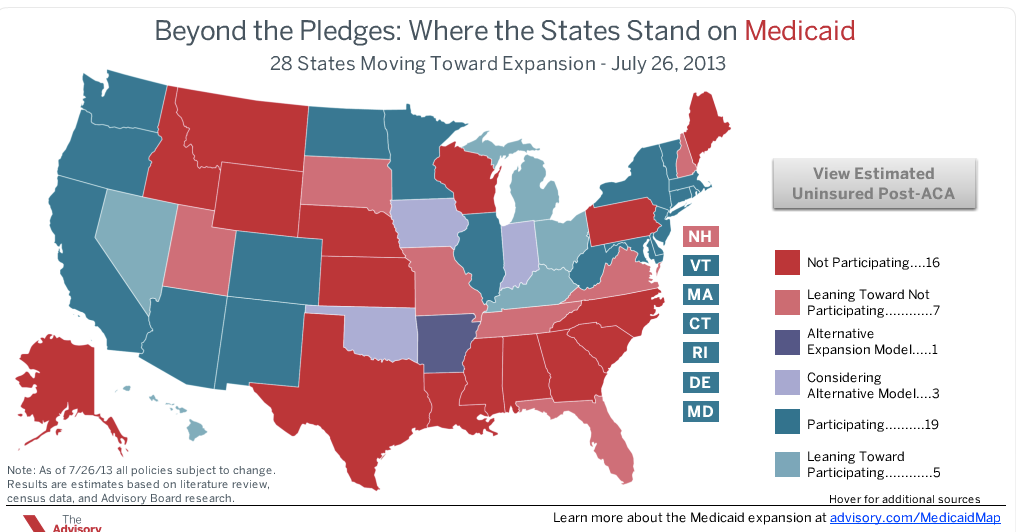 Beyond the Pledges: Where the States Stand on Medicaid
28 States Moving Toward Expansion - July 26, 2013
View Estimated
Uninsured Post-ACA
NH
VT
MA
CT
RI
DE
MD
Not Participating....16
Leaning Toward Not
Participating............7
Alternative
Expansion Model.....1
Considering
Alternative Model....3
Participating..........19
Leaning Toward
Participating............5
Note: As of 7/26/13 all policies subject to change.
Results are estimates based on literature review,
census data, and Advisory Board research.
Hover for additional sources
The
Advisory
Learn more about the Medicaid expansion at advisory.com/MedicaidMap